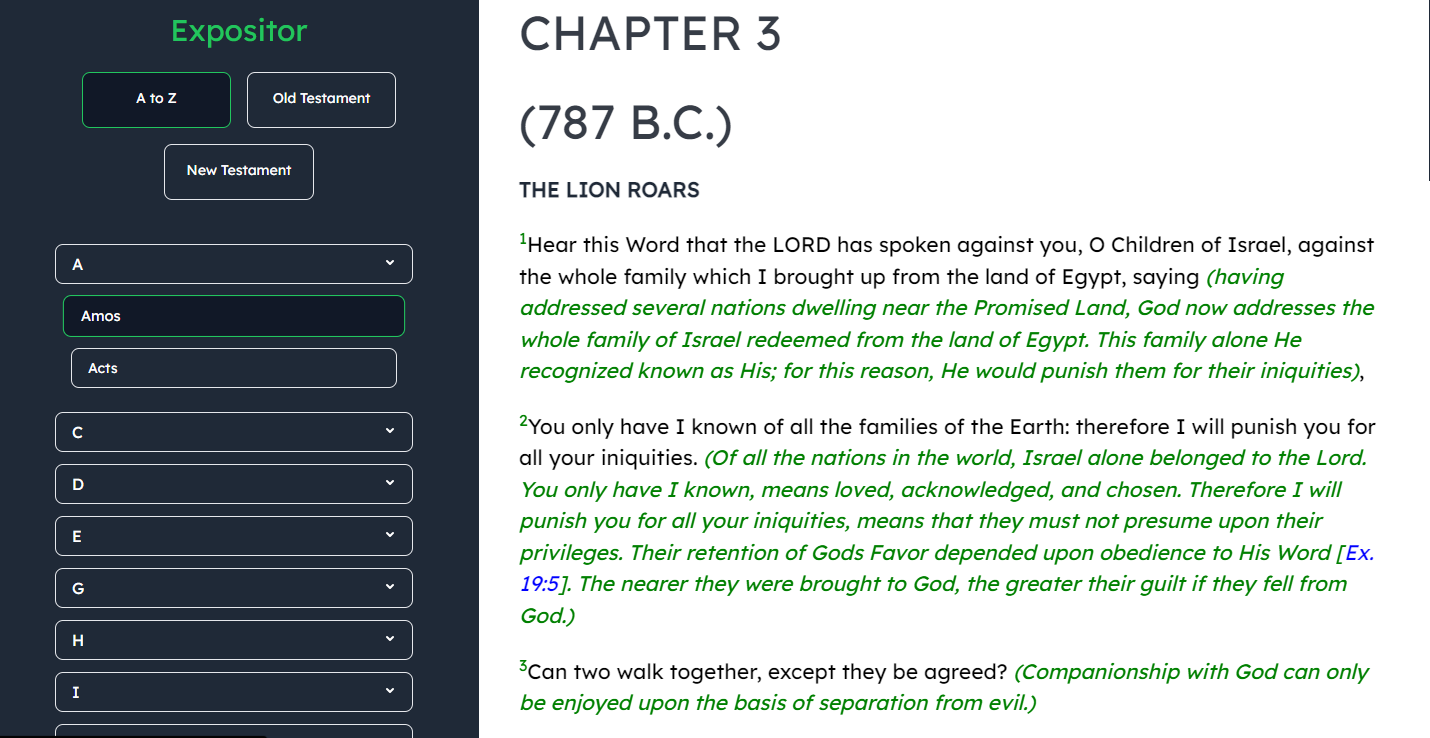 Expositor
A to Z
Old Testament
New Testament
A
Amos
Acts
C
D
E
G
H
I
CHAPTER 3
(787 B.C.)
THE LION ROARS
1Hear this Word that the LORD has spoken against you, O Children of Israel, against
the whole family which I brought up from the land of Egypt, saying (having
addressed several nations dwelling near the Promised Land, God now addresses the
whole family of Israel redeemed from the land of Egypt. This family alone He
recognized known as His; for this reason, He would punish them for their iniquities),
2You only have I known of all the families of the Earth: therefore I will punish you for
all your iniquities. (Of all the nations in the world, Israel alone belonged to the Lord.
You only have I known, means loved, acknowledged, and chosen. Therefore I will
punish you for all your iniquities, means that they must not presume upon their
privileges. Their retention of Gods Favor depended upon obedience to His Word [Ex.
19:5]. The nearer they were brought to God, the greater their guilt if they fell from
God.)
3Can two walk together, except they be agreed? (Companionship with God can only
be enjoyed upon the basis of separation from evil.)